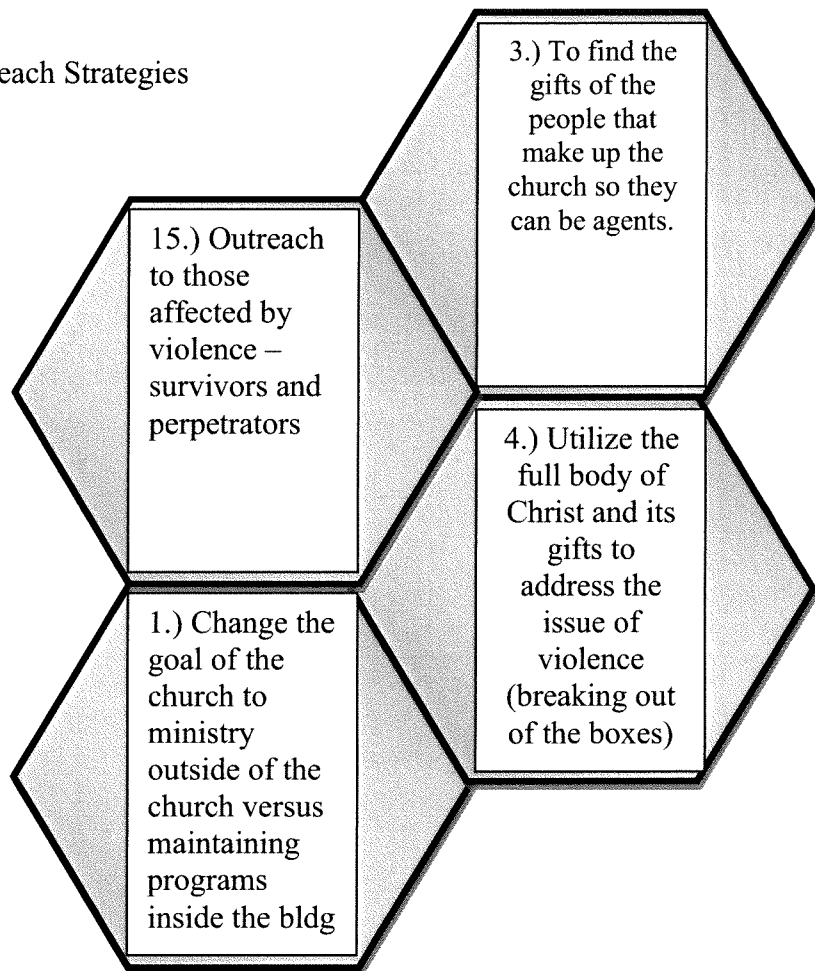 each Strategies
3.) To find the
gifts of the
people that
make up the
church so they
can be agents.
15.) Outreach
to those
affected by
violence –
survivors and
perpetrators
4.) Utilize the
full body of
Christ and its
gifts to
address the
issue of
violence
(breaking out
of the boxes)
1.) Change the
goal of the
church to
ministry
outside of the
church versus
maintaining
programs
inside the bldg